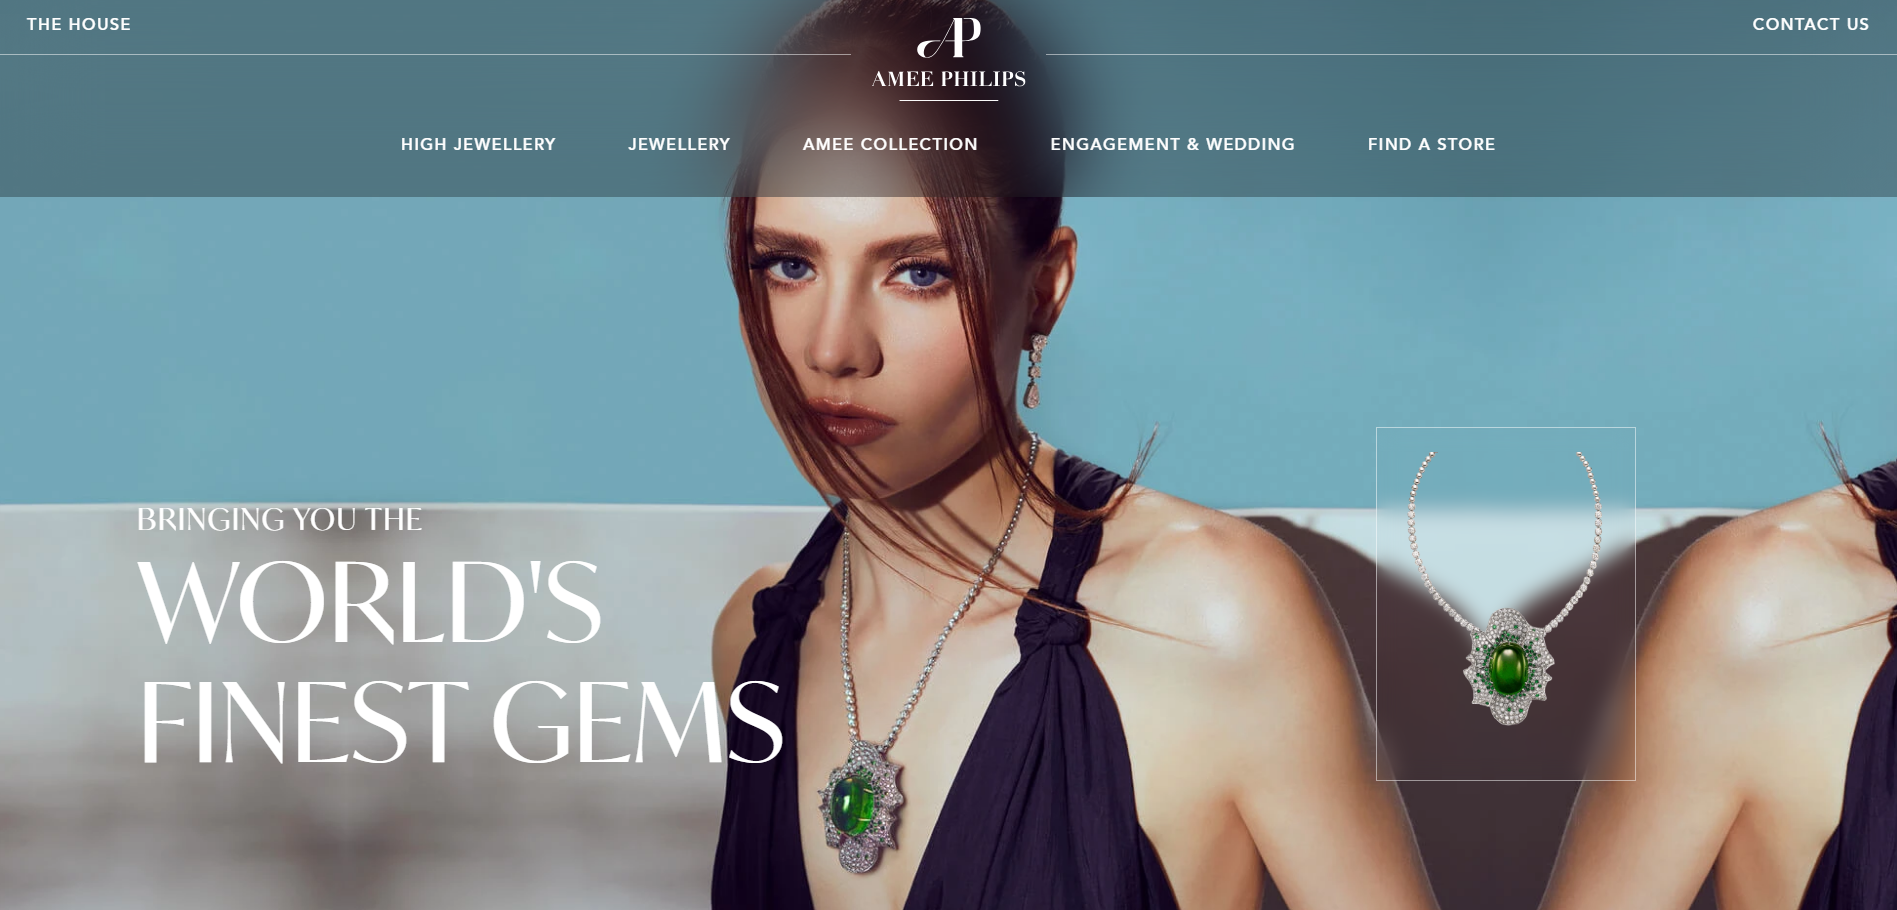 THE HOUSE
CONTACT US
AP
AMEE PHILIPS
HIGH JEWELLERY
JEWELLERY
AMEE COLLECTION
ENGAGEMENT & WEDDING
FIND A STORE
BRINGING YOU THE
WORLD'S
FINEST GEMS